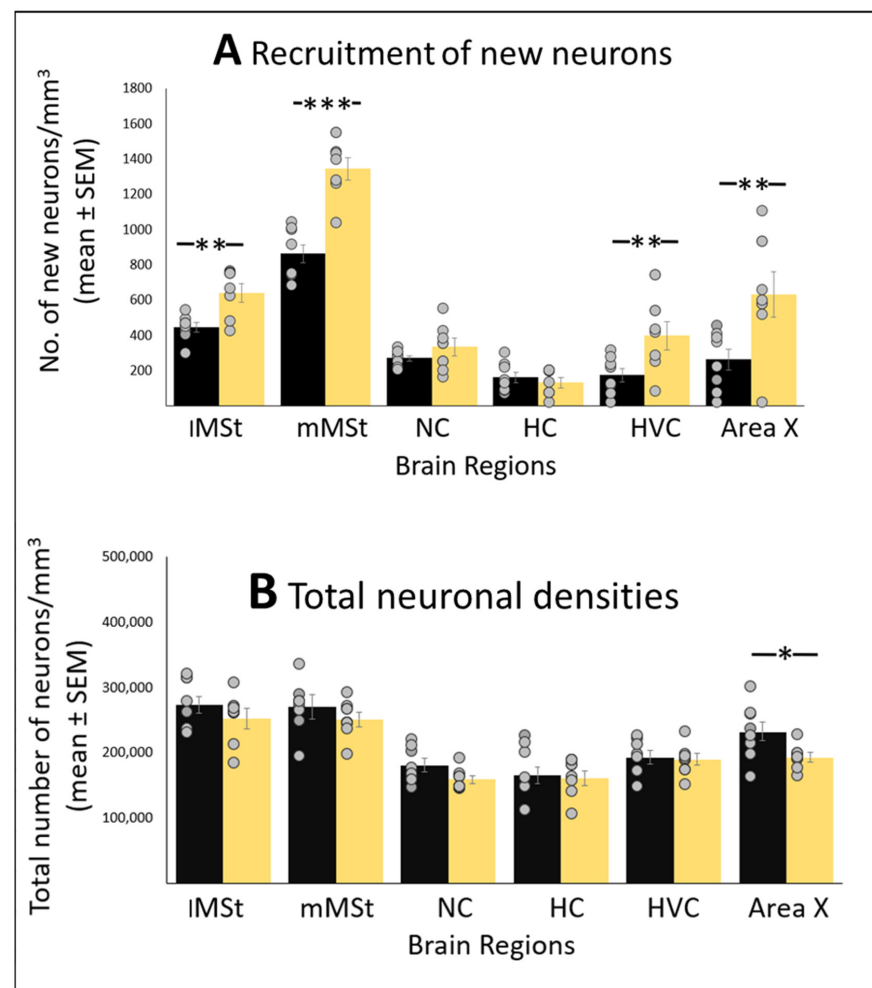 A Recruitment of new neurons
No. of new neurons/mm³
(mean ± SEM)
1800
1600
1400
1200
1000
800
600
400
200
-**-
-***-
-**-
-**-
lMSt mMSt NC HC HVC Area X
Brain Regions
B Total neuronal densities
Total number of neurons/mm³
(mean ± SEM)
500,000
400,000
300,000
200,000
100,000
-*-
lMSt mMSt NC HC HVC Area X
Brain Regions